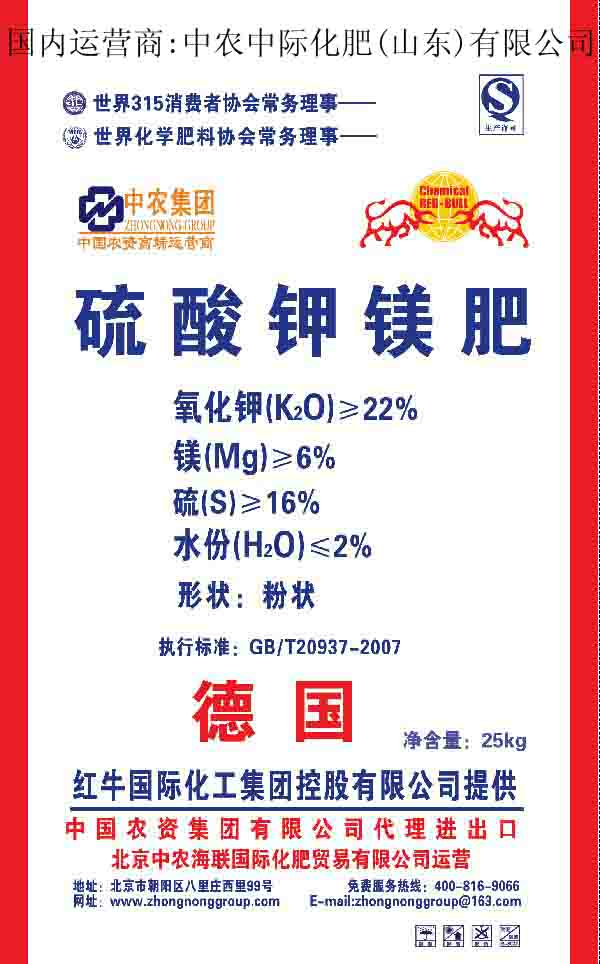 国内运营商:中农中际化肥(山东)有限公司
世界315消费者协会常务理事——
世界化学肥料协会常务理事——
生产许可
中农集团
ZHONGNONG GROUP
中国农资高端运营商
Chemical
RED-BULL
硫酸钾镁肥
氧化钾(K₂O)≥22%
镁(Mg)≥6%
硫(S)≥16%
水份(H₂O)≤2%
形状：粉状
执行标准：GB/T20937-2007
德国
净含量：25kg
红牛国际化工集团控股有限公司提供
中国农资集团有限公司代理进出口
北京中农海联国际化肥贸易有限公司运营
地址：北京市朝阳区八里庄西里99号
免费服务热线：400-816-9066
网址：www.zhongnonggroup.com
E-mail:zhongnonggroup@163.com